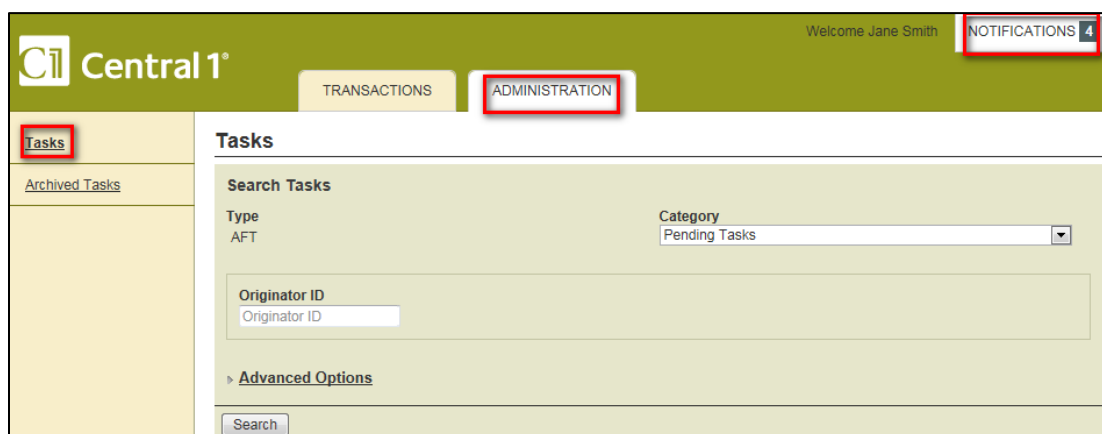 Welcome Jane Smith NOTIFICATIONS 4
C1 Central 1®
TRANSACTIONS ADMINISTRATION
Tasks
Archived Tasks
Tasks
Search Tasks
Type Category
AFT Pending Tasks
Originator ID
Originator ID
Advanced Options
Search